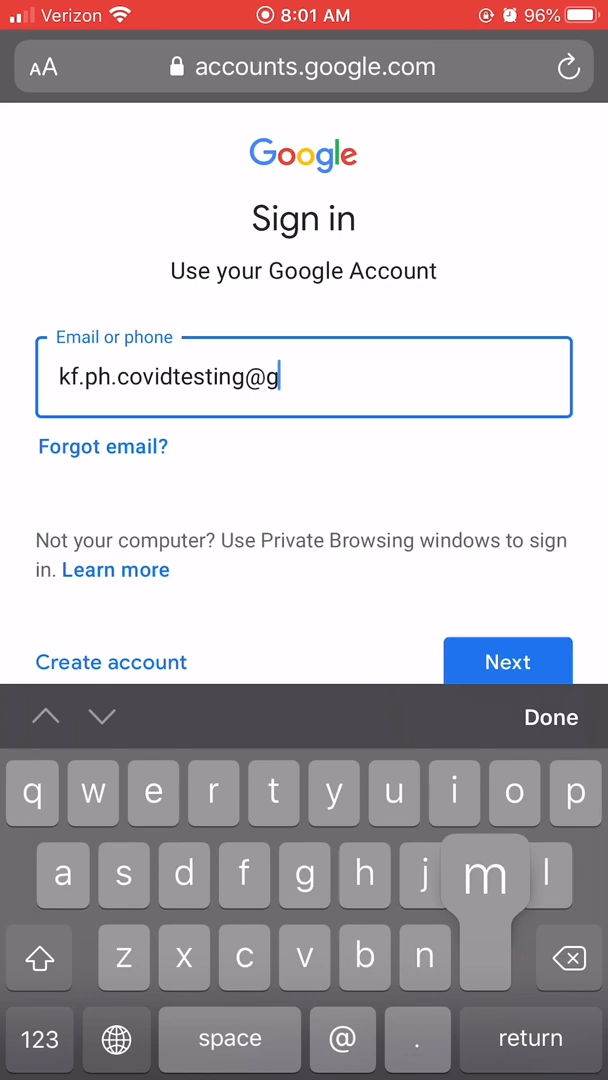 Verizon 8:01 AM 96%
AA accounts.google.com
Google
Sign in
Use your Google Account
Email or phone
kf.ph.covidtesting@g
Forgot email?
Not your computer? Use Private Browsing windows to sign
in. Learn more
Create account Next
Done
q w e r t y u i o p
a s d f g h j m l
z x c v b n
123 space @ . return